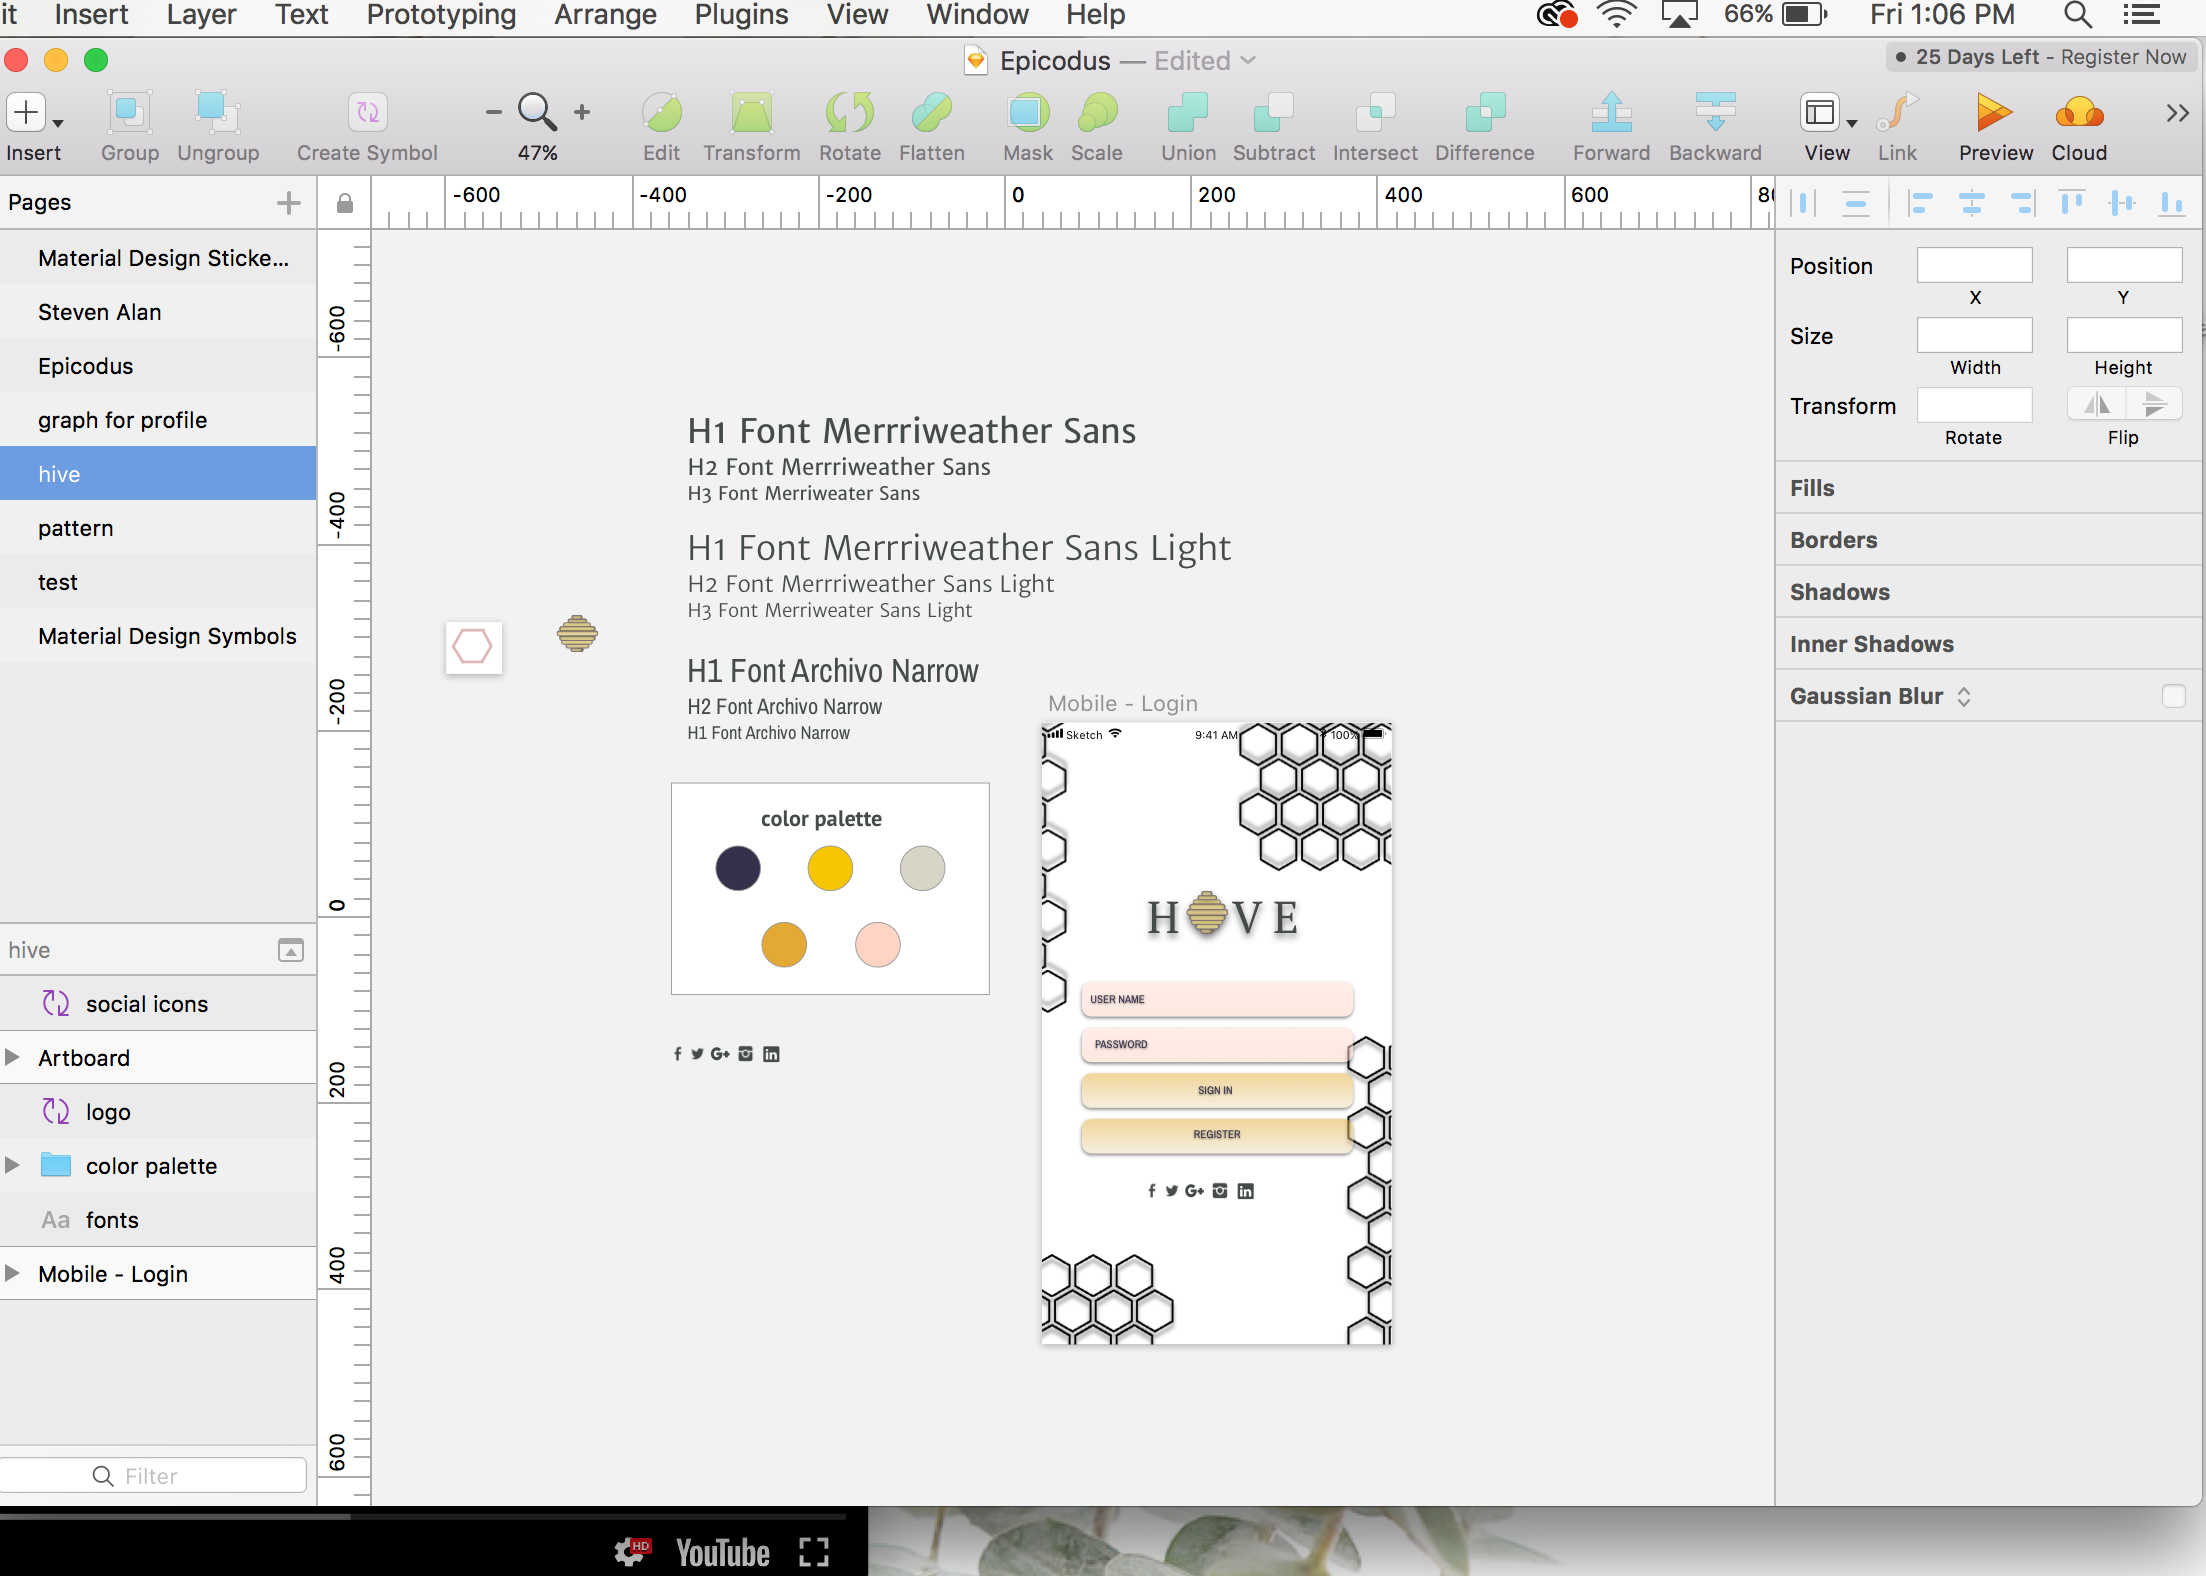 it Insert Layer Text Prototyping Arrange Plugins View Window Help 66% Fri 1:06 PM
Epicodus — Edited
25 Days Left - Register Now
Insert Group Ungroup Create Symbol 47% Edit Transform Rotate Flatten Mask Scale Union Subtract Intersect Difference Forward Backward View Link Preview Cloud
Pages
-600 -400 -200 0 200 400 600 80
Material Design Sticke...
Steven Alan
Epicodus
graph for profile
hive
pattern
test
Material Design Symbols
hive
social icons
Artboard
logo
color palette
Aa fonts
Mobile - Login
Filter
-600
-400
-200
0
200
400
600
H1 Font Merrriweather Sans
H2 Font Merrriweather Sans
H3 Font Merriweater Sans
H1 Font Merrriweather Sans Light
H2 Font Merrriweather Sans Light
H3 Font Merriweater Sans Light
H1 Font Archivo Narrow
H2 Font Archivo Narrow
H1 Font Archivo Narrow
color palette
f G+ in
Mobile - Login
Sketch 9:41 AM 100%
H VE
USER NAME
PASSWORD
SIGN IN
REGISTER
f G+ in
Position
X Y
Size
Width Height
Transform
Rotate Flip
Fills
Borders
Shadows
Inner Shadows
Gaussian Blur
HD YouTube